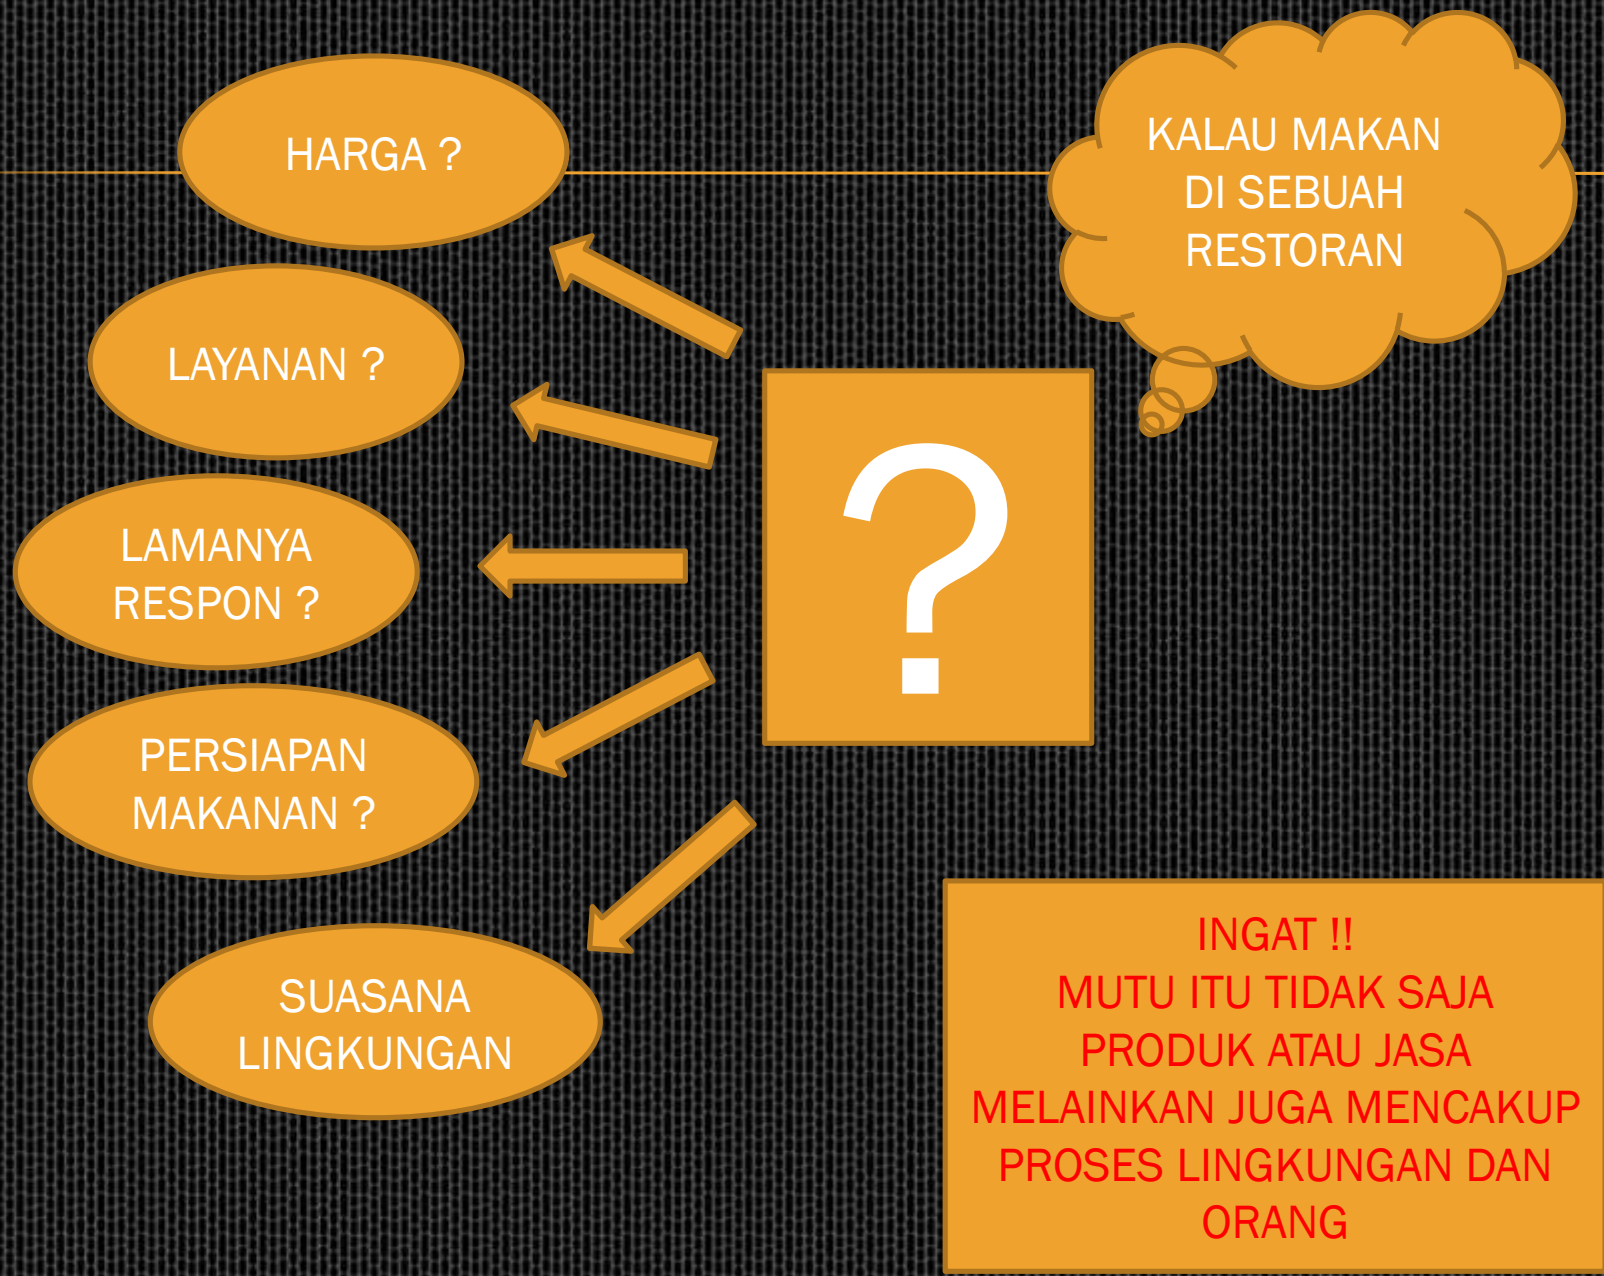 HARGA ?
KALAU MAKAN
DI SEBUAH
RESTORAN
LAYANAN ?
LAMANYA
RESPON ?
?
PERSIAPAN
MAKANAN ?
SUASANA
LINGKUNGAN
INGAT !!
MUTU ITU TIDAK SAJA
PRODUK ATAU JASA
MELAINKAN JUGA MENCAKUP
PROSES LINGKUNGAN DAN
ORANG